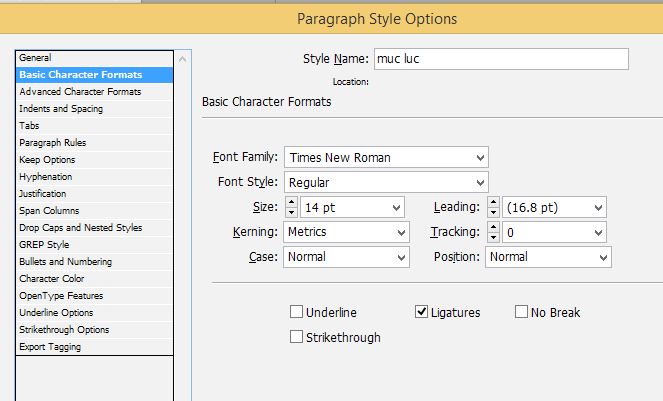 Paragraph Style Options
General
Basic Character Formats
Advanced Character Formats
Indents and Spacing
Tabs
Paragraph Rules
Keep Options
Hyphenation
Justification
Span Columns
Drop Caps and Nested Styles
GREP Style
Bullets and Numbering
Character Color
OpenType Features
Underline Options
Strikethrough Options
Export Tagging
Style Name: muc luc
Location:
Basic Character Formats
Font Family: Times New Roman
Font Style: Regular
Size: 14 pt Leading: (16.8 pt)
Kerning: Metrics Tracking: 0
Case: Normal Position: Normal
Underline Ligatures No Break
Strikethrough